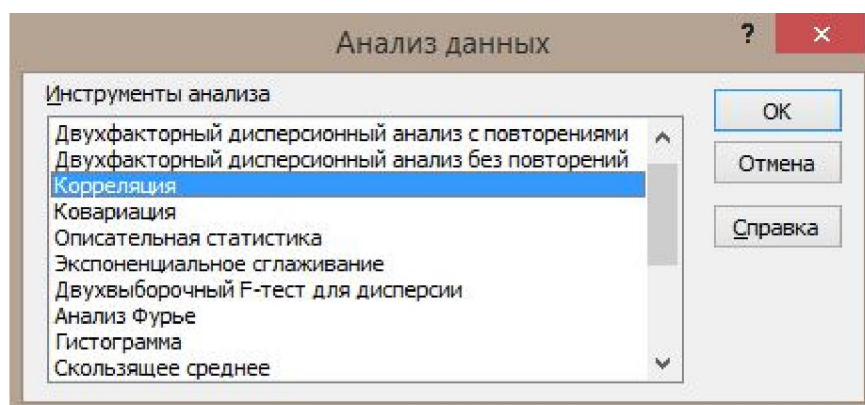 Анализ данных
?
×
Инструменты анализа
Двухфакторный дисперсионный анализ с повторениями
Двухфакторный дисперсионный анализ без повторений
Корреляция
Ковариация
Описательная статистика
Экспоненциальное сглаживание
Двухвыборочный F-тест для дисперсии
Анализ Фурье
Гистограмма
Скользящее среднее
OK
Отмена
Справка